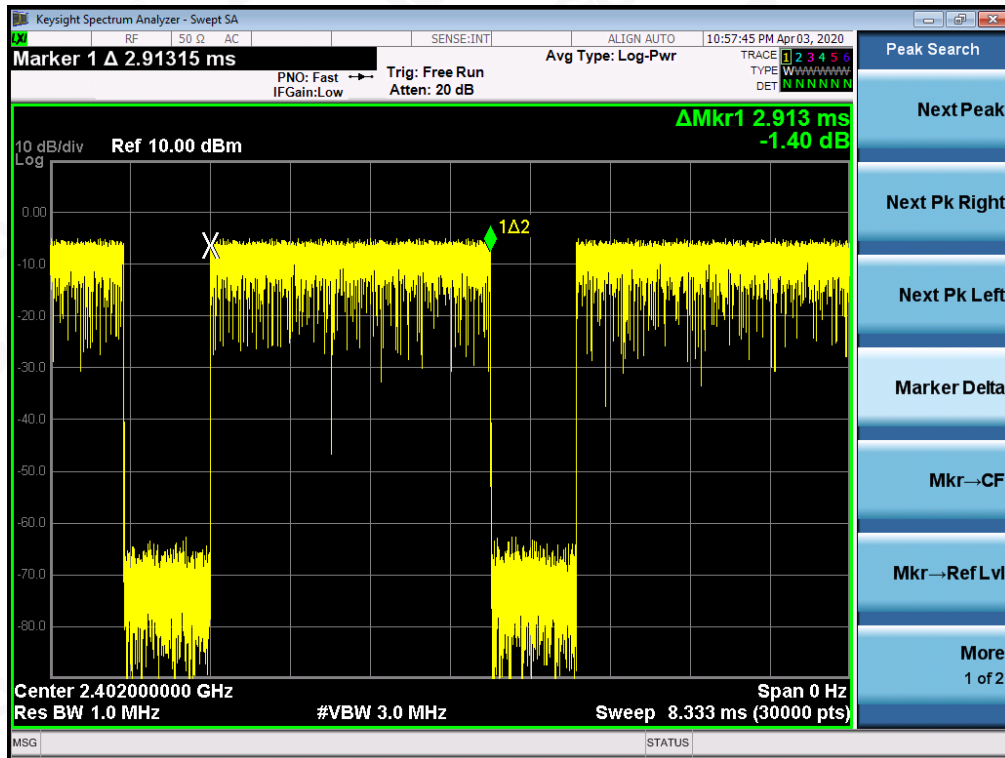 Keysight Spectrum Analyzer - Swept SA
LXI RF 50 Ω AC SENSE:INT ALIGN AUTO 10:57:45 PM Apr 03, 2020
Marker 1 Δ 2.91315 ms
PNO: Fast
IFGain:Low
Trig: Free Run
Atten: 20 dB
Avg Type: Log-Pwr
TRACE 1 2 3 4 5 6
TYPE WWWWWW
DET N N N N N N
Peak Search
ΔMkr1 2.913 ms
-1.40 dB
10 dB/div Ref 10.00 dBm
Log
0.00
-10.0
-20.0
-30.0
-40.0
-50.0
-60.0
-70.0
-80.0
X
1Δ2
Center 2.402000000 GHz Span 0 Hz
Res BW 1.0 MHz #VBW 3.0 MHz Sweep 8.333 ms (30000 pts)
MSG STATUS
Next Peak
Next Pk Right
Next Pk Left
Marker Delta
Mkr→CF
Mkr→Ref Lvl
More
1 of 2